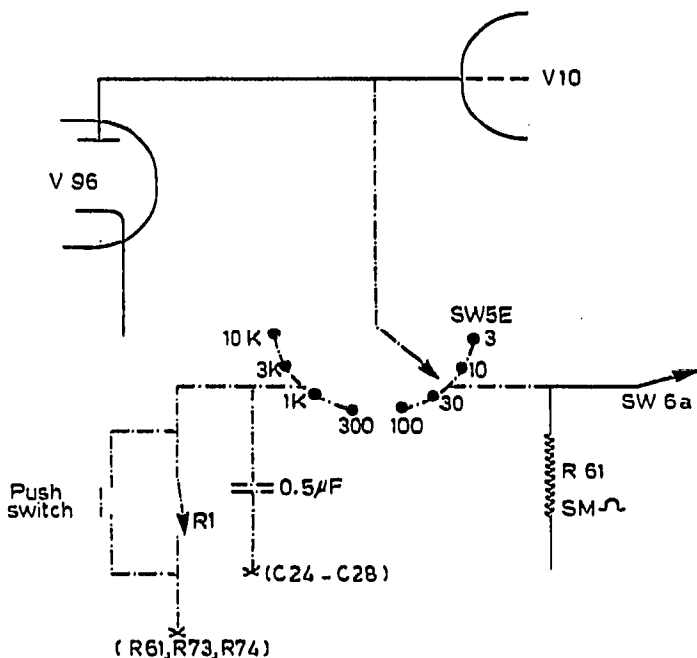 V10
V 96
SW5E
10 K
3
3K
10
1K
30
300
100
SW 6a
Push
switch
R1
0.5μF
R 61
SM
(C24 - C28)
(R61,R73,R74)